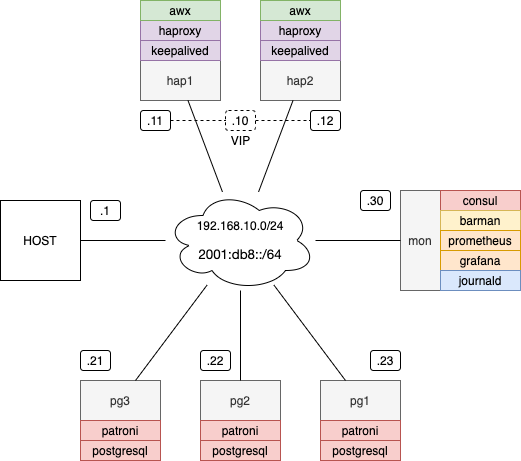 awx
haproxy
keepalived
hap1
awx
haproxy
keepalived
hap2
.11
.10
.12
VIP
HOST
.1
192.168.10.0/24
2001:db8::/64
.30
mon
consul
barman
prometheus
grafana
journald
.21
.22
.23
pg3
patroni
postgresql
pg2
patroni
postgresql
pg1
patroni
postgresql